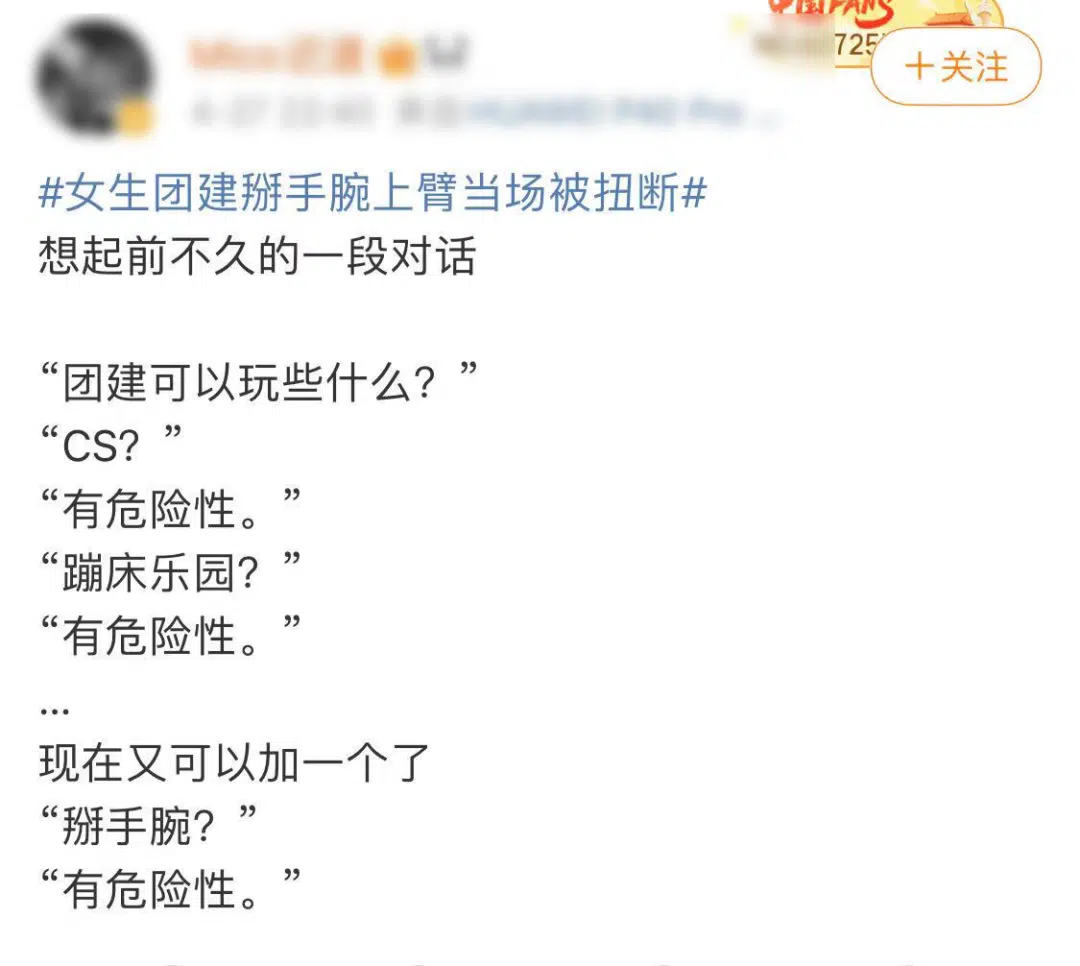 725
+关注
#女生团建掰手腕上臂当场被扭断#
想起前不久的一段对话
“团建可以玩些什么？”
“CS？”
“有危险性。”
“蹦床乐园？”
“有危险性。”
...
现在又可以加一个了
“掰手腕？”
“有危险性。”